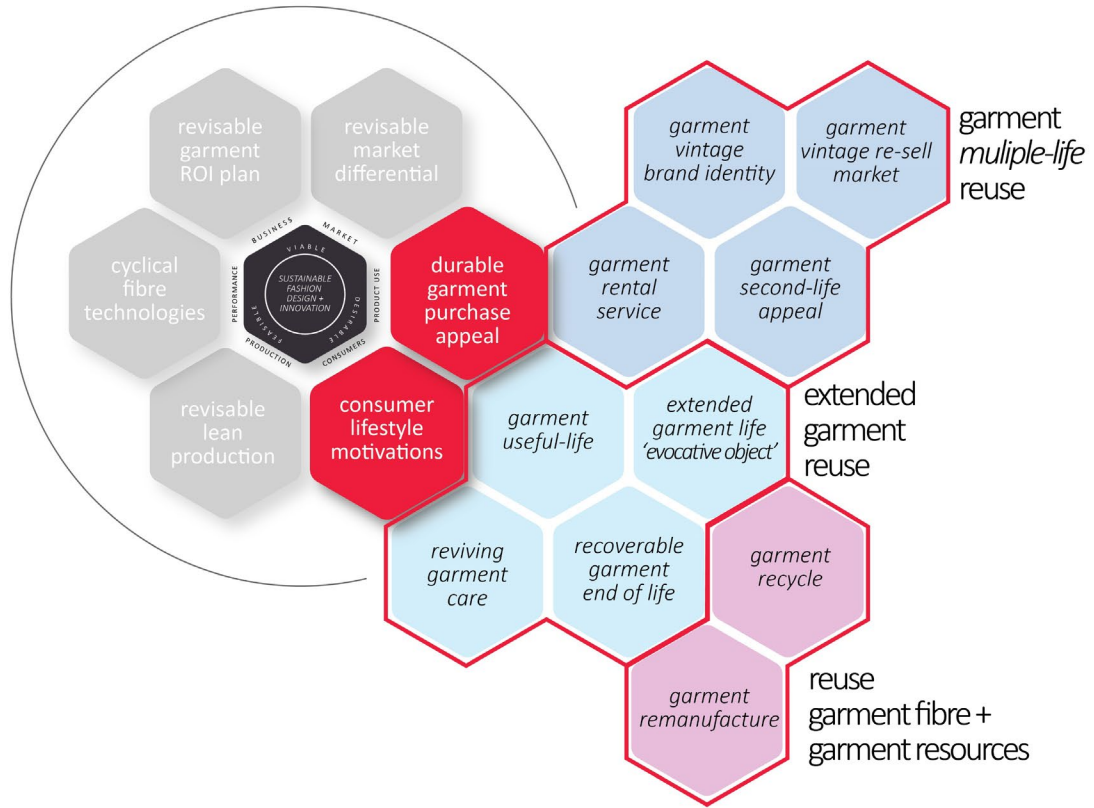 revisable
garment
ROI plan
revisable
market
differential
cyclical
fibre
technologies
BUSINESS
MARKET
PERFORMANCE
PRODUCT USE
PRODUCTION
CONSUMERS
VIABLE
FEASIBLE
DESIRABLE
SUSTAINABLE
FASHION
DESIGN +
INNOVATION
durable
garment
purchase
appeal
revisable
lean
production
consumer
lifestyle
motivations
garment
vintage
brand identity
garment
vintage re-sell
market
garment
muliple-life
reuse
garment
rental
service
garment
second-life
appeal
garment
useful-life
extended
garment life
‘evocative object’
extended
garment
reuse
reviving
garment
care
recoverable
garment
end of life
garment
recycle
garment
remanufacture
reuse
garment fibre +
garment resources